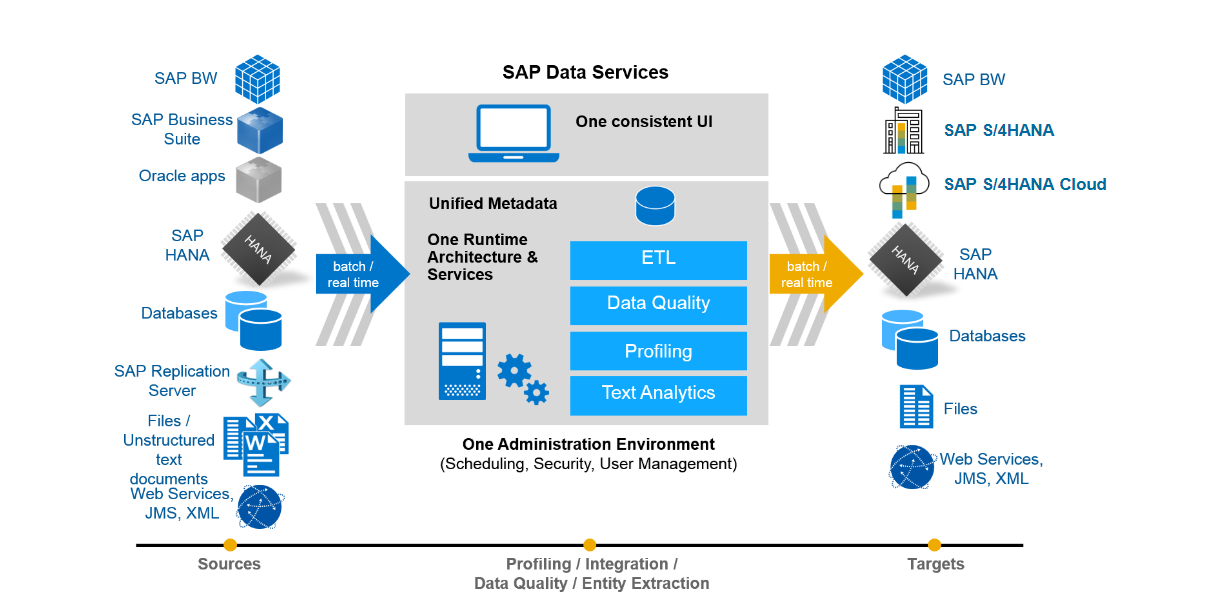 SAP Data Services
SAP BW
SAP Business
Suite
Oracle apps
SAP
HANA
HANA
Databases
SAP Replication
Server
Files /
Unstructured
text
documents
X
W
Web Services,
JMS, XML
batch /
real time
One consistent UI
Unified Metadata
One Runtime
Architecture &
Services
ETL
Data Quality
Profiling
Text Analytics
One Administration Environment
(Scheduling, Security, User Management)
batch /
real time
SAP BW
SAP S/4HANA
SAP S/4HANA Cloud
HANA
SAP
HANA
Databases
Files
Web Services,
JMS, XML
Sources
Profiling / Integration /
Data Quality / Entity Extraction
Targets